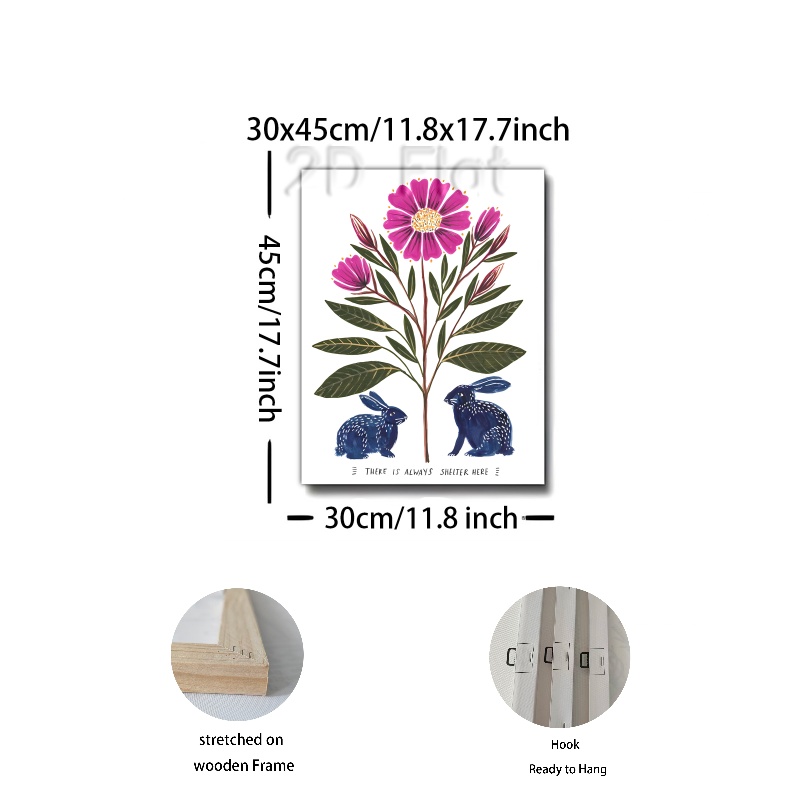 30x45cm/11.8x17.7inch
2D Flat
45cm/17.7inch
THERE IS ALWAYS SHELTER HERE
30cm/11.8 inch
stretched on
wooden Frame
Hook
Ready to Hang